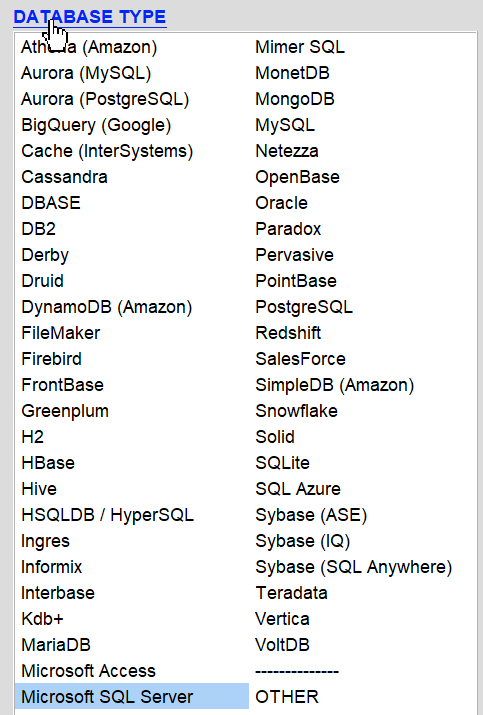 DATABASE TYPE
Athena (Amazon)
Aurora (MySQL)
Aurora (PostgreSQL)
BigQuery (Google)
Cache (InterSystems)
Cassandra
DBASE
DB2
Derby
Druid
DynamoDB (Amazon)
FileMaker
Firebird
FrontBase
Greenplum
H2
HBase
Hive
HSQLDB / HyperSQL
Ingres
Informix
Interbase
Kdb+
MariaDB
Microsoft Access
Microsoft SQL Server
Mimer SQL
MonetDB
MongoDB
MySQL
Netezza
OpenBase
Oracle
Paradox
Pervasive
PointBase
PostgreSQL
Redshift
SalesForce
SimpleDB (Amazon)
Snowflake
Solid
SQLite
SQL Azure
Sybase (ASE)
Sybase (IQ)
Sybase (SQL Anywhere)
Teradata
Vertica
VoltDB
--------------
OTHER